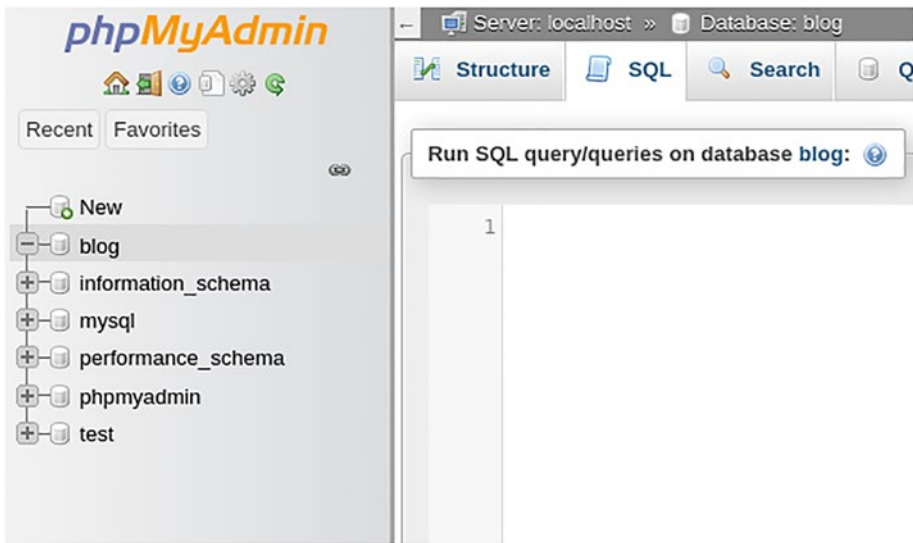 phpMyAdmin
Recent Favorites
New
blog
information_schema
mysql
performance_schema
phpmyadmin
test
← Server: localhost » Database: blog
Structure SQL Search Q
Run SQL query/queries on database blog:
1